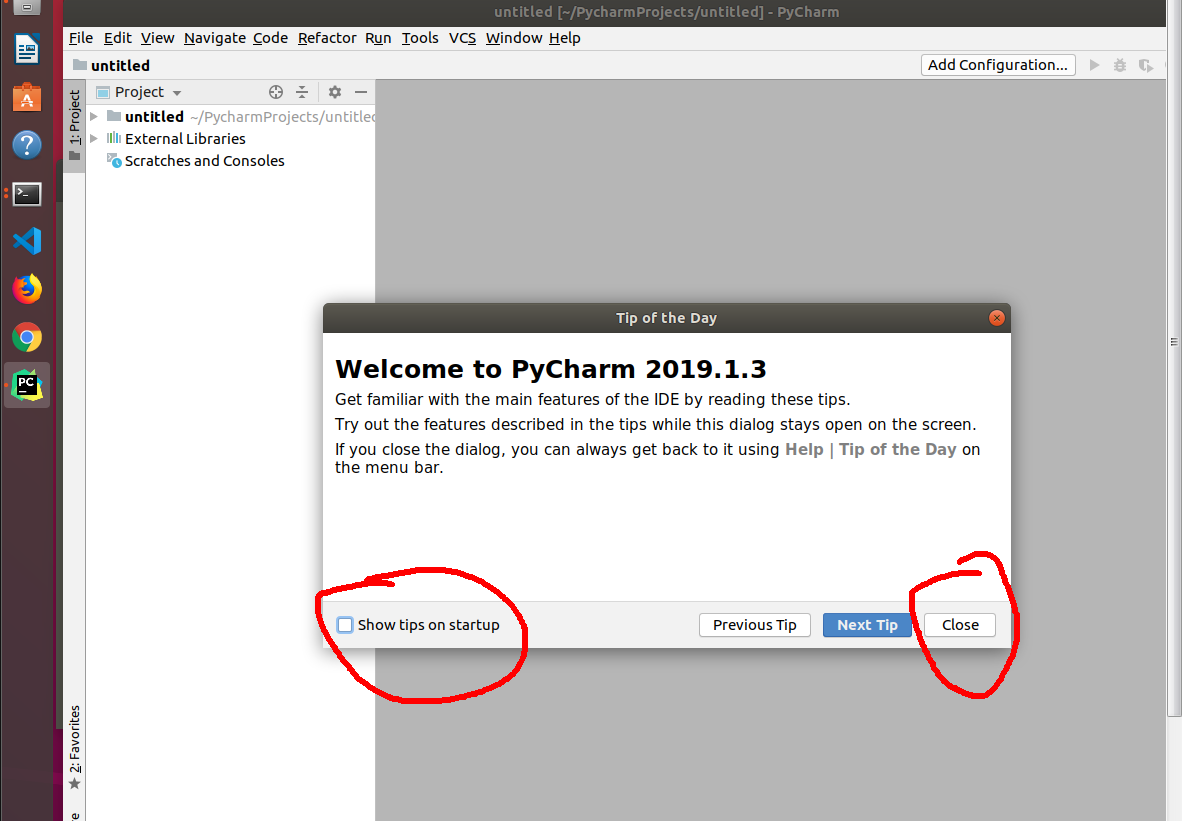 untitled [~/PycharmProjects/untitled] - PyCharm
File Edit View Navigate Code Refactor Run Tools VCS Window Help
untitled
Add Configuration...
1: Project
Project
untitled ~/PycharmProjects/untitled
External Libraries
Scratches and Consoles
PC
Tip of the Day
Welcome to PyCharm 2019.1.3
Get familiar with the main features of the IDE by reading these tips.
Try out the features described in the tips while this dialog stays open on the screen.
If you close the dialog, you can always get back to it using Help | Tip of the Day on
the menu bar.
Show tips on startup
Previous Tip
Next Tip
Close
2: Favorites